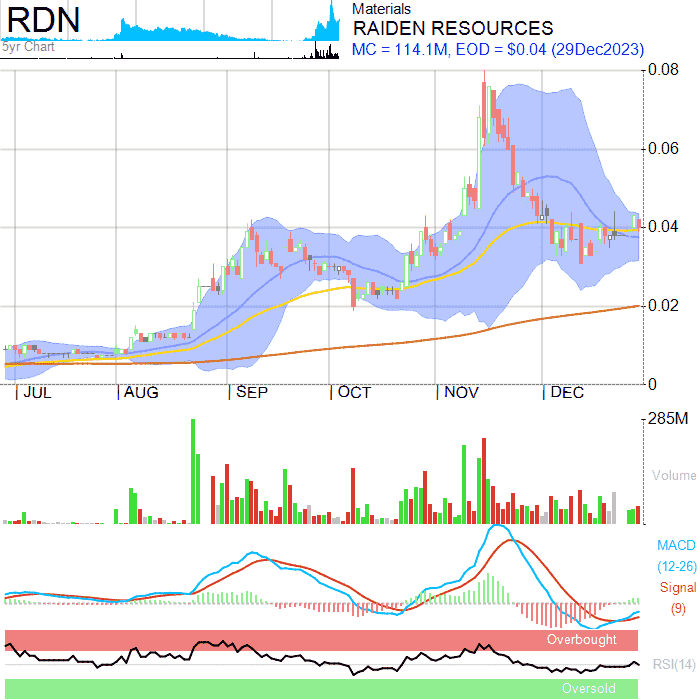 RDN
5yr Chart
Materials
RAIDEN RESOURCES
MC = 114.1M, EOD = $0.04 (29Dec2023)
0.08
0.06
0.04
0.02
0
JUL AUG SEP OCT NOV DEC
285M
Volume
MACD
(12-26)
Signal
(9)
Overbought
RSI(14)
Oversold